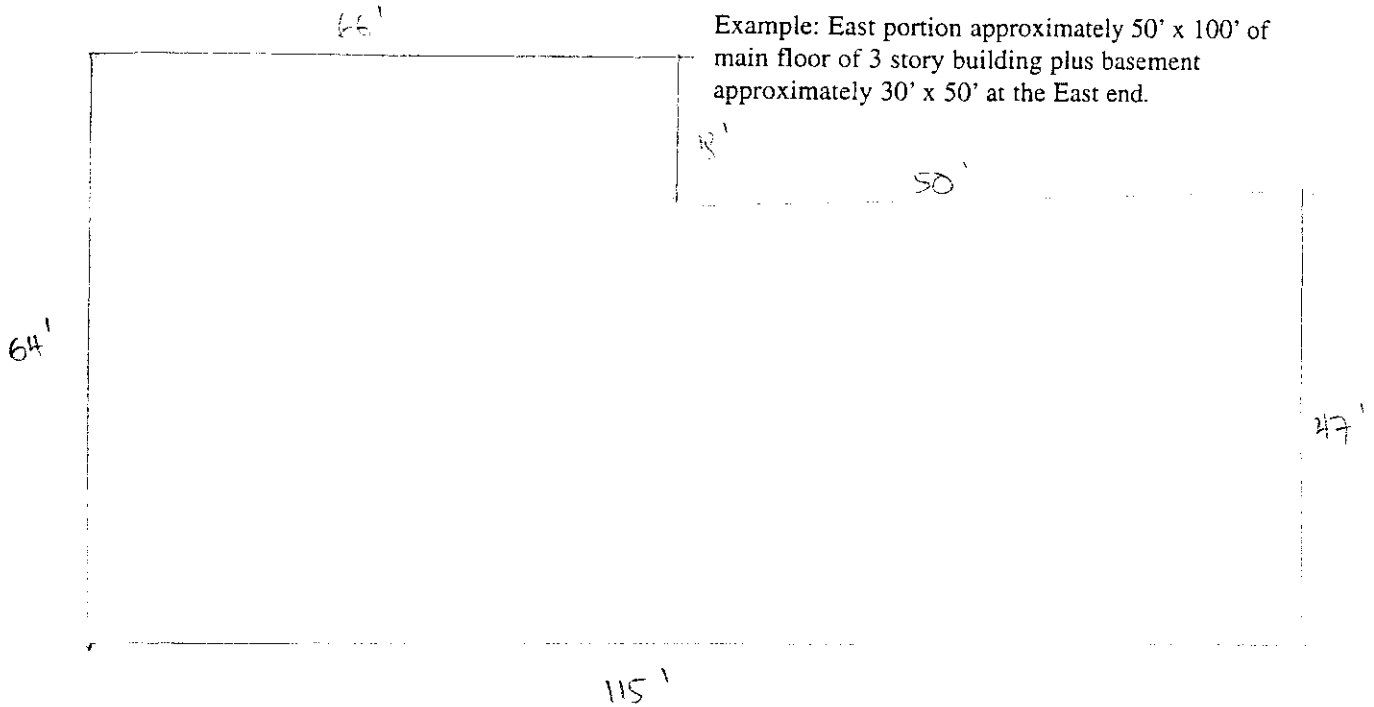 66'
Example: East portion approximately 50' x 100' of
main floor of 3 story building plus basement
approximately 30' x 50' at the East end.
50'
64'
47'
115'